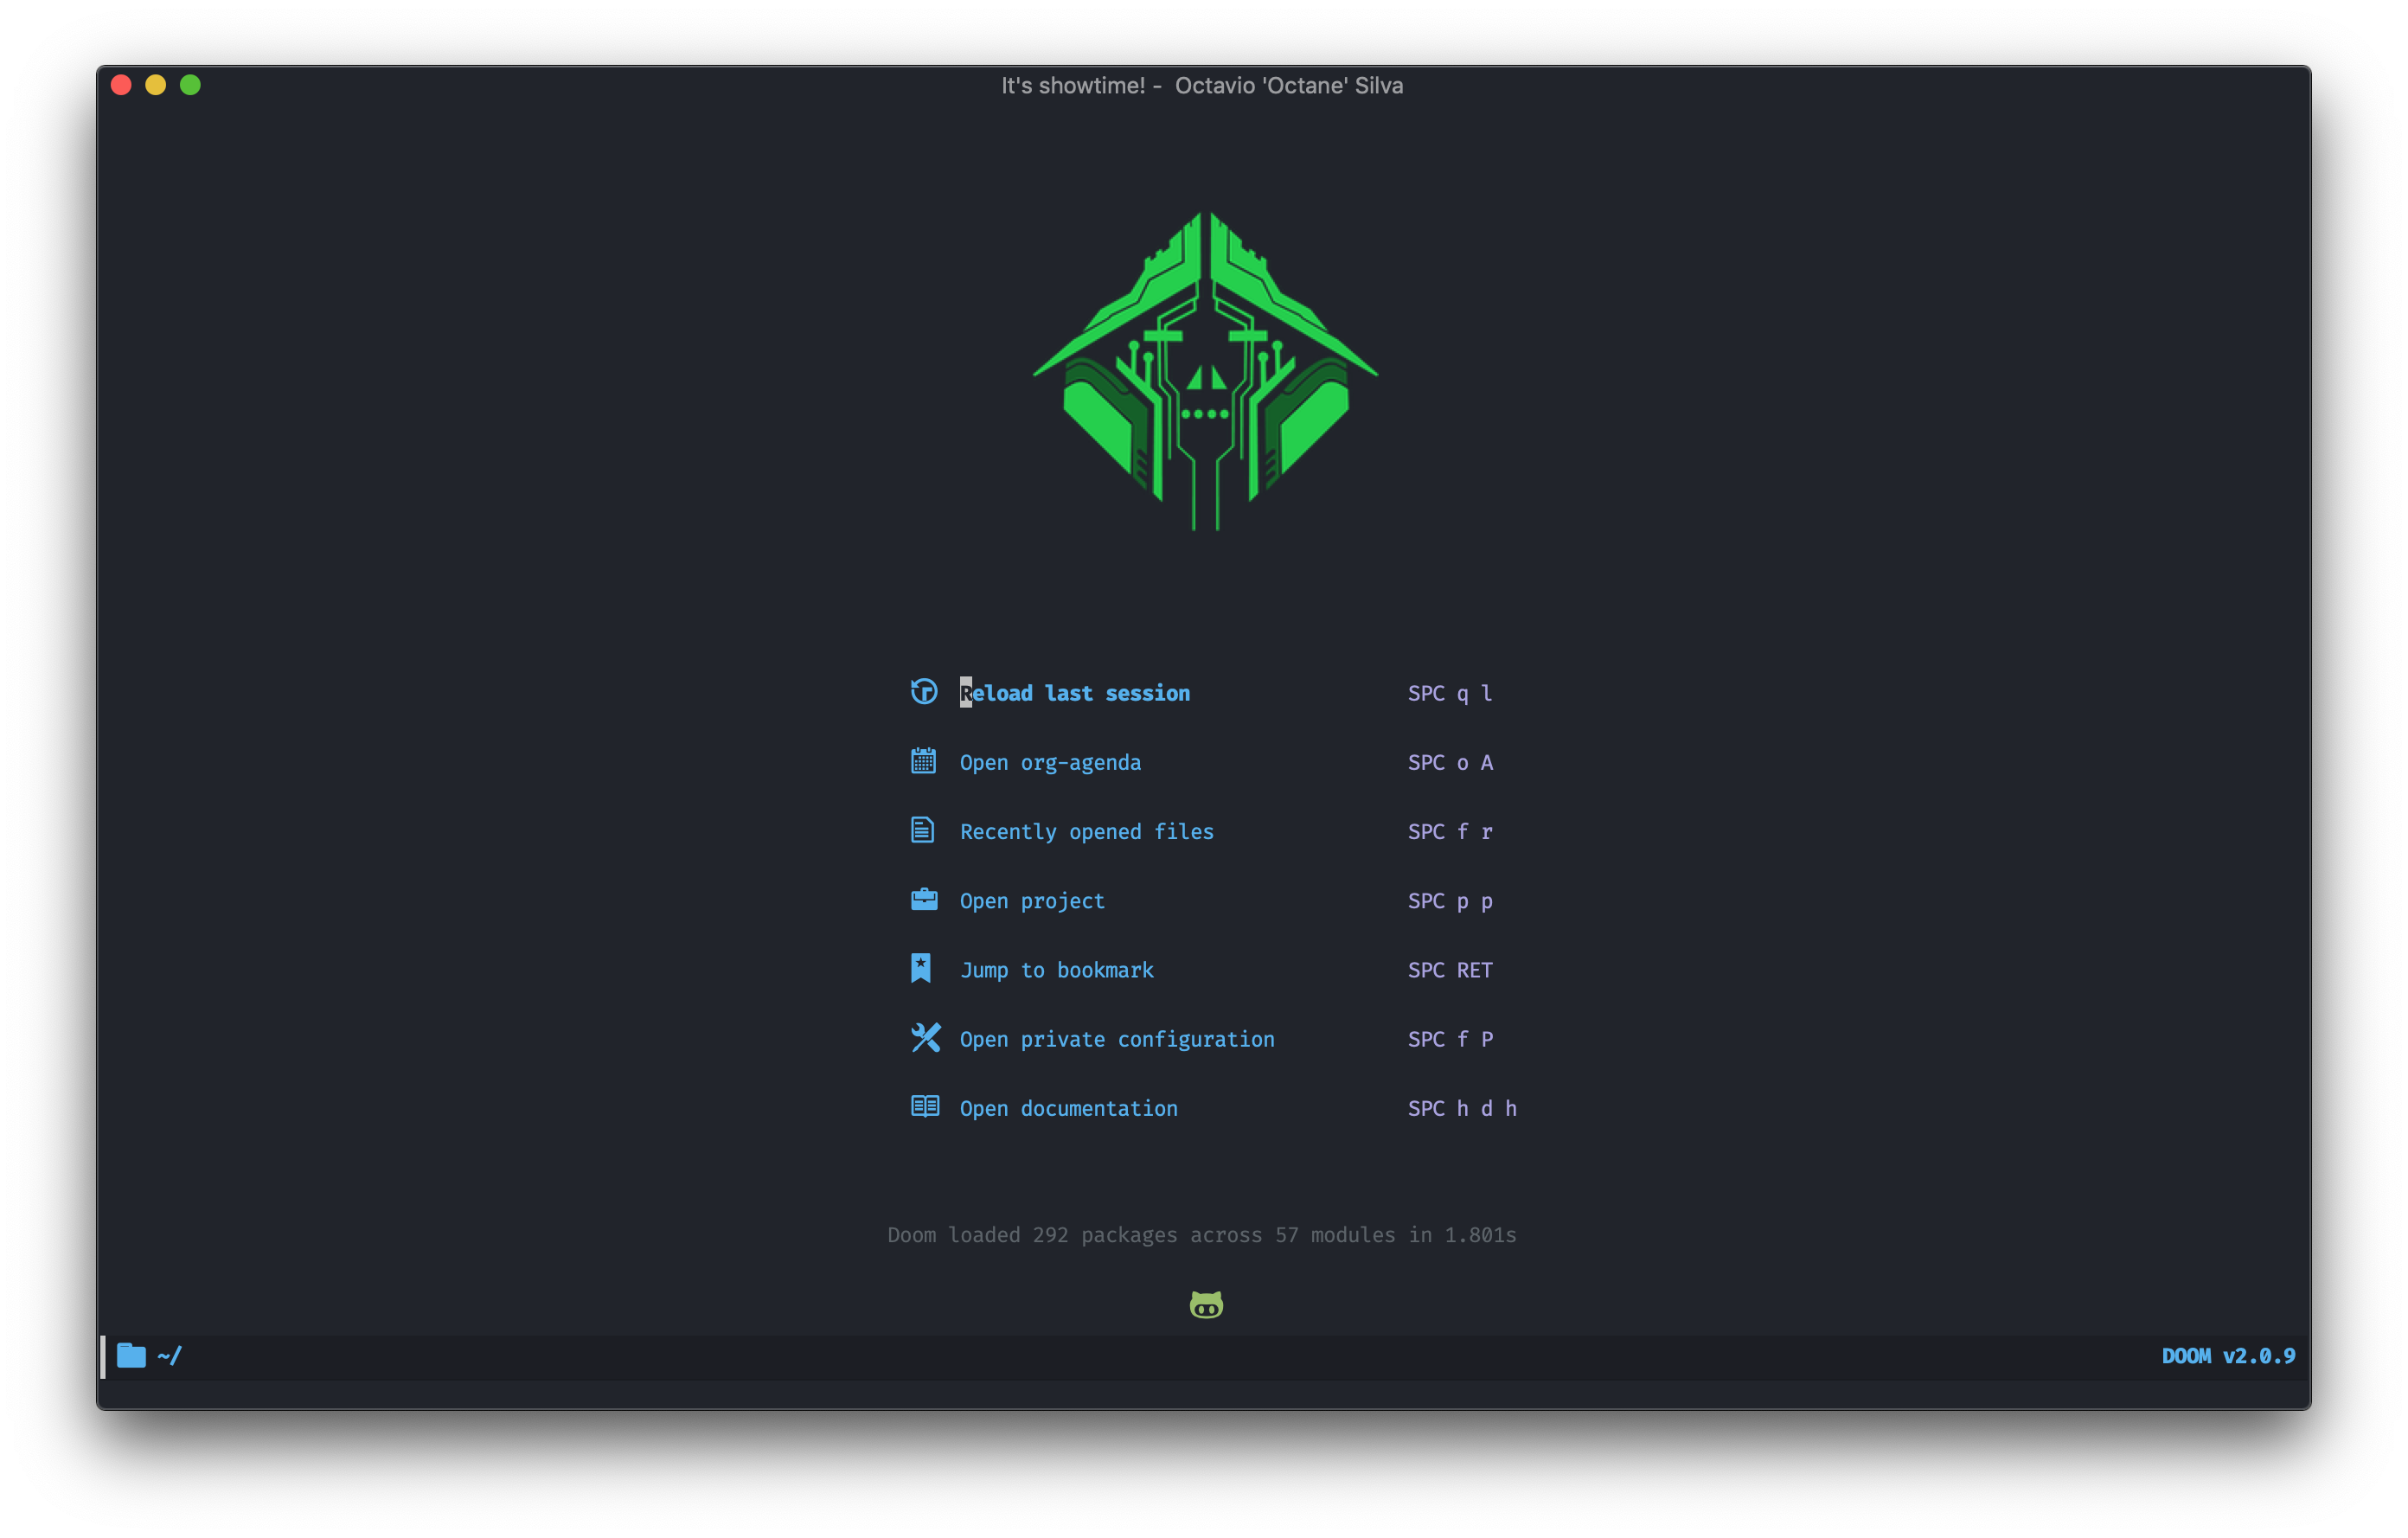 It's showtime! - Octavio 'Octane' Silva
Reload last session SPC q l
Open org-agenda SPC o A
Recently opened files SPC f r
Open project SPC p p
Jump to bookmark SPC RET
Open private configuration SPC f P
Open documentation SPC h d h
Doom loaded 292 packages across 57 modules in 1.801s
~/ DOOM v2.0.9